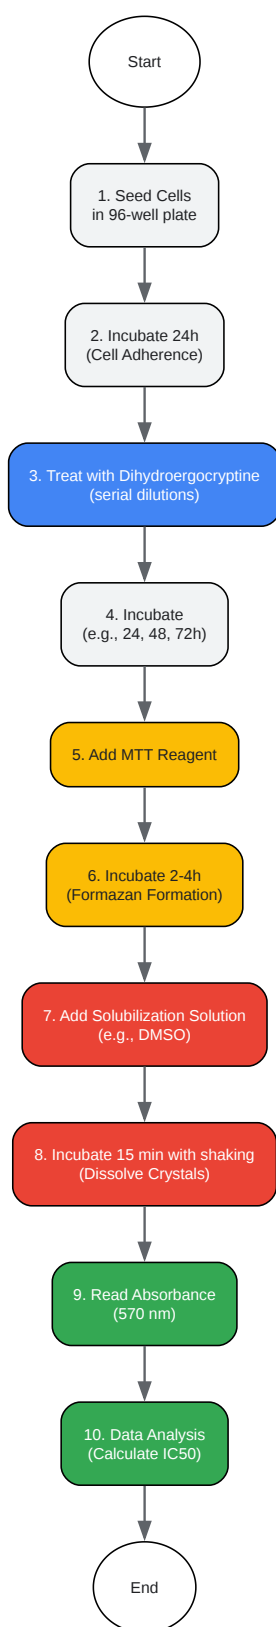 Start
1. Seed Cells
in 96-well plate
2. Incubate 24h
(Cell Adherence)
3. Treat with Dihydroergocryptine
(serial dilutions)
4. Incubate
(e.g., 24, 48, 72h)
5. Add MTT Reagent
6. Incubate 2-4h
(Formazan Formation)
7. Add Solubilization Solution
(e.g., DMSO)
8. Incubate 15 min with shaking
(Dissolve Crystals)
9. Read Absorbance
(570 nm)
10. Data Analysis
(Calculate IC50)
End